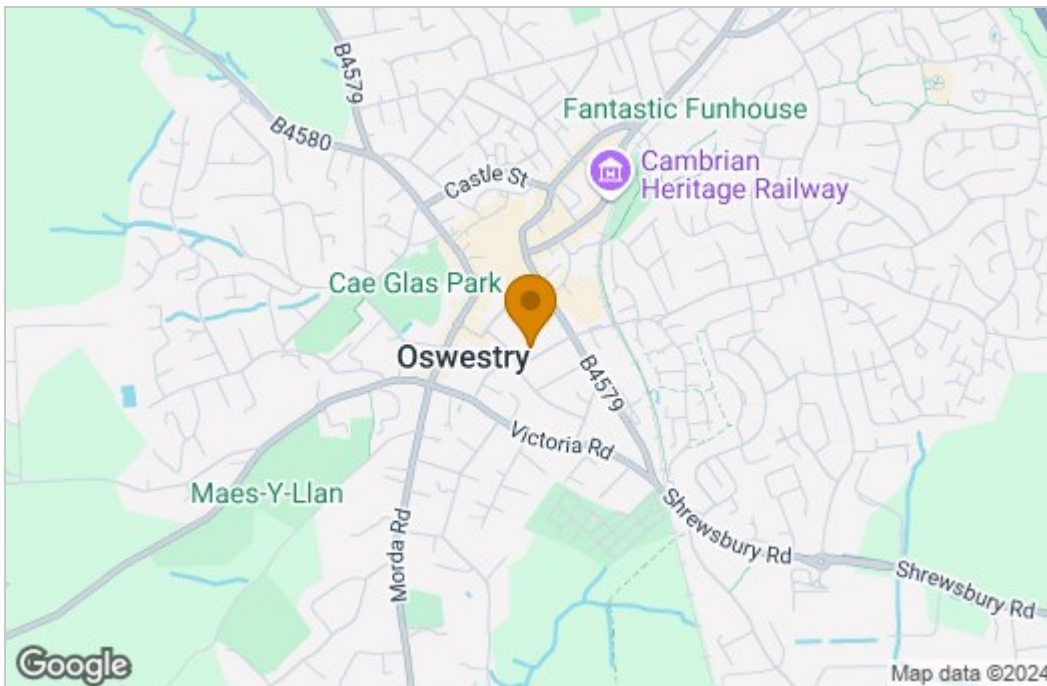 B4579
B4580
Fantastic Funhouse
Castle St
Cambrian
Heritage Railway
Cae Glas Park
Oswestry
B4579
Victoria Rd
Maes-Y-Llan
Morda Rd
Shrewsbury Rd
Shrewsbury Rd
Google
Map data ©2024